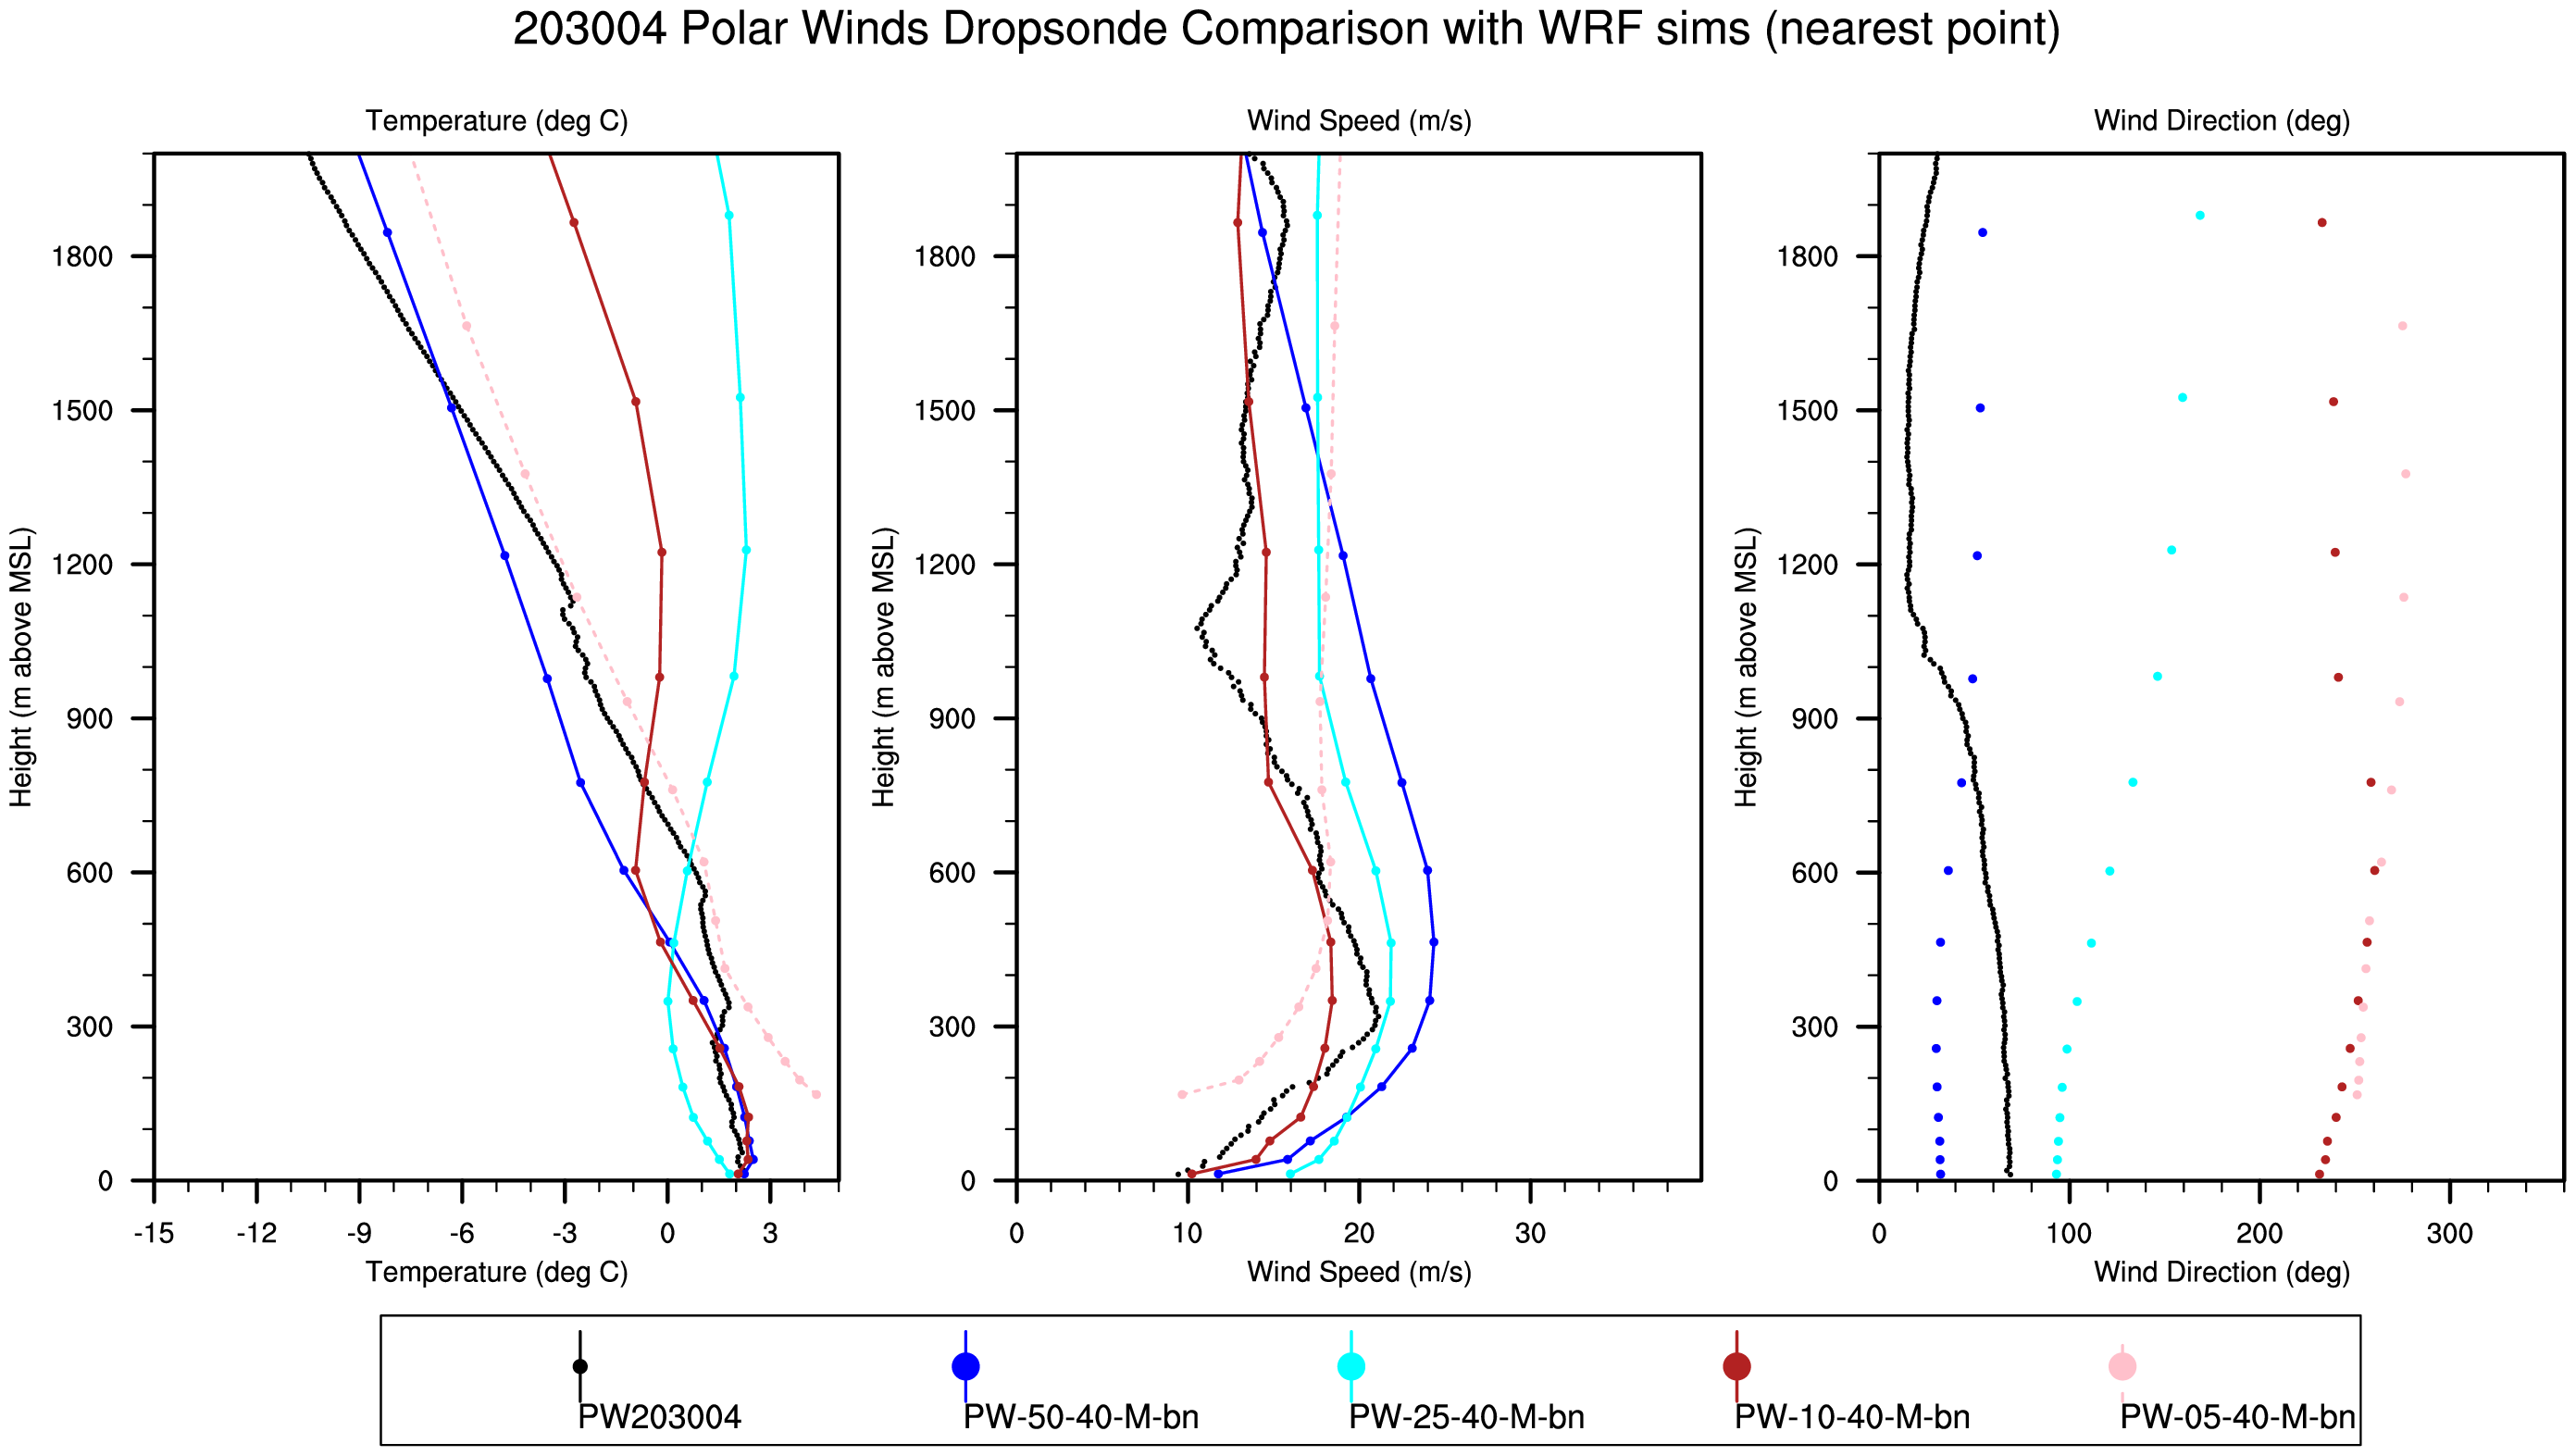 203004 Polar Winds Dropsonde Comparison with WRF sims (nearest point)
Temperature (deg C)
Wind Speed (m/s)
Wind Direction (deg)
Height (m above MSL)
1800
1500
1200
900
600
300
0
-15 -12 -9 -6 -3 0 3
Temperature (deg C)
Height (m above MSL)
1800
1500
1200
900
600
300
0
0 10 20 30
Wind Speed (m/s)
Height (m above MSL)
1800
1500
1200
900
600
300
0
0 100 200 300
Wind Direction (deg)
PW203004 PW-50-40-M-bn PW-25-40-M-bn PW-10-40-M-bn PW-05-40-M-bn